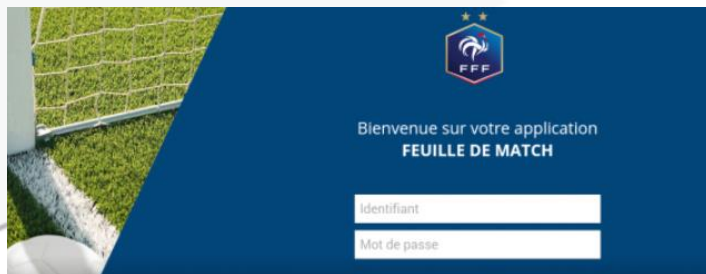 FFF
Bienvenue sur votre application
FEUILLE DE MATCH
Identifiant
Mot de passe